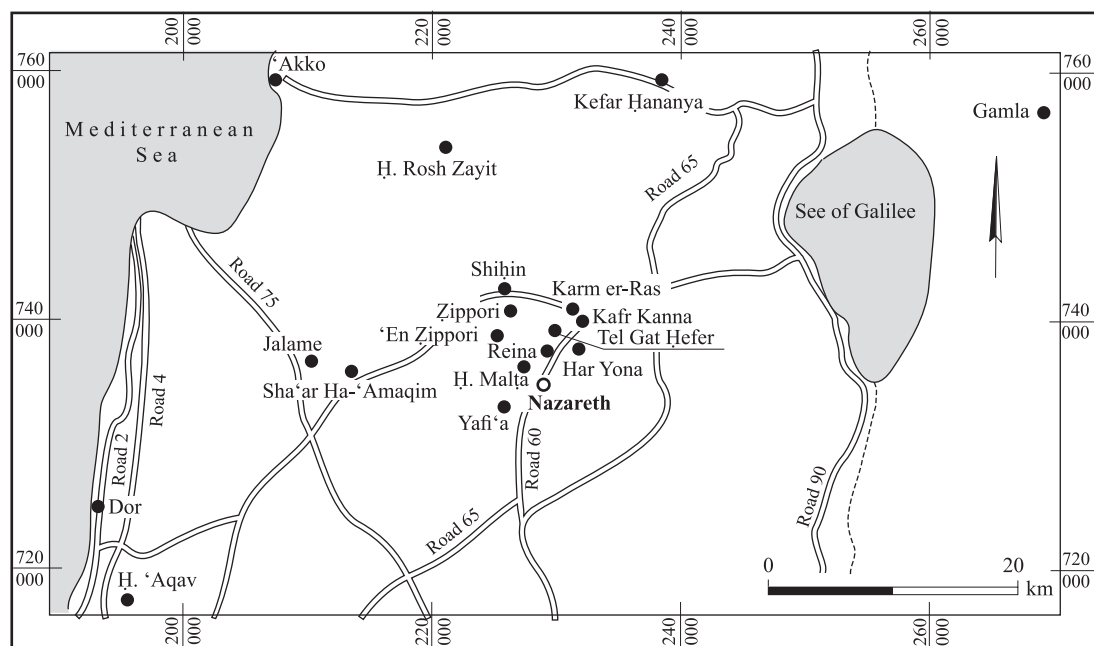 200
000
220
000
240
000
260
000
760
000
760
000
‘Akko
Kefar Ḥananya
Gamla
Mediterranean
Sea
Ḥ. Rosh Zayit
Road 65
See of Galilee
Road 75
Shiḥin
Karm er-Ras
Ẓippori
Kafr Kanna
740
000
740
000
‘En Ẓippori
Tel Gat Ḥefer
Jalame
Reina
Har Yona
Sha‘ar Ha-‘Amaqim
Ḥ. Malṭa
Nazareth
Yafi‘a
Road 4
Road 2
Road 60
Road 90
Dor
Road 65
720
000
720
000
0
20
km
Ḥ. ‘Aqav
200
000
220
000
240
000
260
000